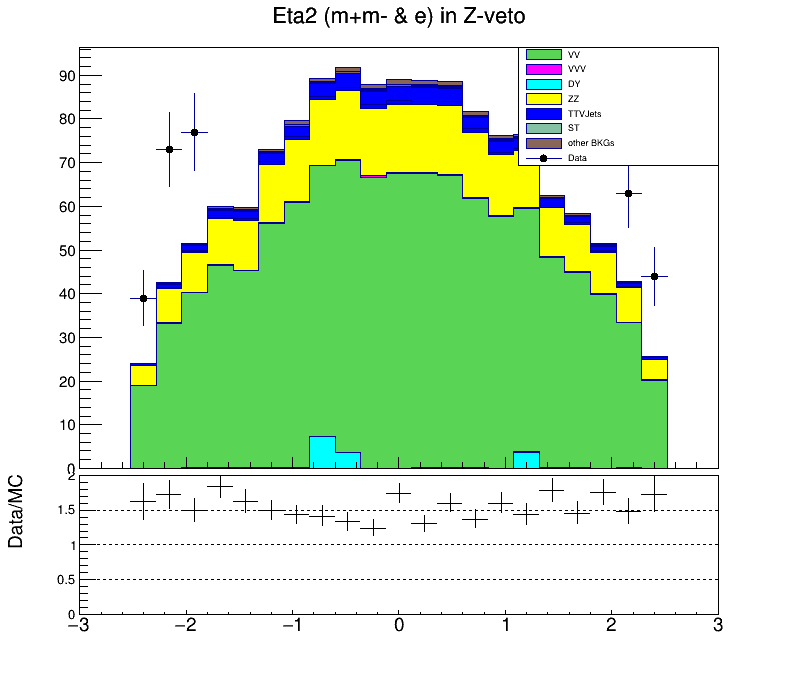 Eta2 (m+m- & e) in Z-veto
90
80
70
60
50
40
30
20
10
0
VV
VVV
DY
ZZ
TTVJets
ST
other BKGs
Data
Data/MC
2
1.5
1
0.5
0
−3 −2 −1 0 1 2 3